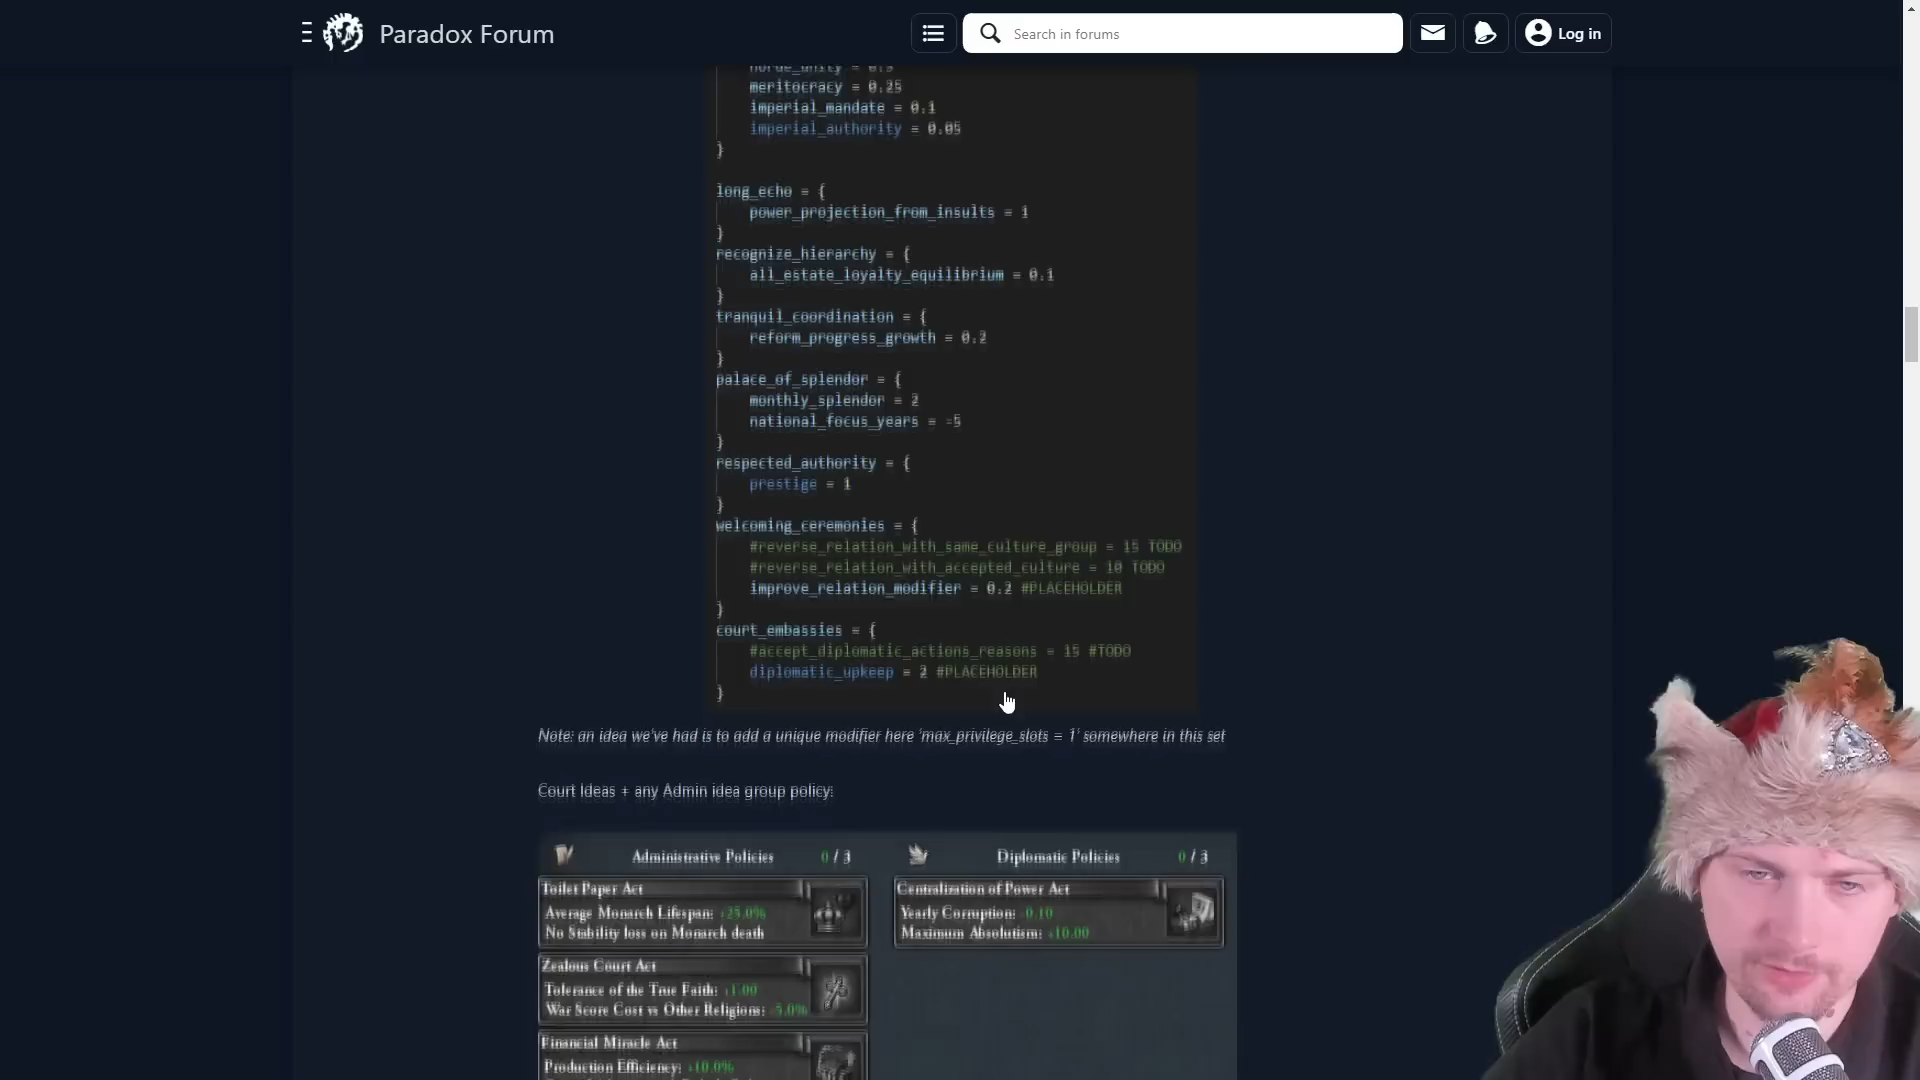 Paradox Forum
Search in forums
Log in
horde_unity = 0.5
meritocracy = 0.25
imperial_mandate = 0.1
imperial_authority = 0.05
}
long_echo = {
power_projection_from_insults = 1
}
recognize_hierarchy = {
all_estate_loyalty_equilibrium = 0.1
}
tranquil_coordination = {
reform_progress_growth = 0.2
}
palace_of_splendor = {
monthly_splendor = 2
national_focus_years = -5
}
respected_authority = {
prestige = 1
}
welcoming_ceremonies = {
#reverse_relation_with_same_culture_group = 15 TODO
#reverse_relation_with_accepted_culture = 10 TODO
improve_relation_modifier = 0.2 #PLACEHOLDER
}
court_embassies = {
#accept_diplomatic_actions_reasons = 15 #TODO
diplomatic_upkeep = 2 #PLACEHOLDER
}
Note: an idea we've had is to add a unique modifier here 'max_privilege_slots = 1' somewhere in this set
Court Ideas + any Admin idea group policy:
Administrative Policies 0 / 3
Diplomatic Policies 0 / 3
Toilet Paper Act
Average Monarch Lifespan: +25.0%
No Stability loss on Monarch death
Centralization of Power Act
Yearly Corruption: -0.10
Maximum Absolutism: +10.00
Zealous Court Act
Tolerance of the True Faith: +1.00
War Score Cost vs Other Religions: -5.0%
Financial Miracle Act
Production Efficiency: +10.0%